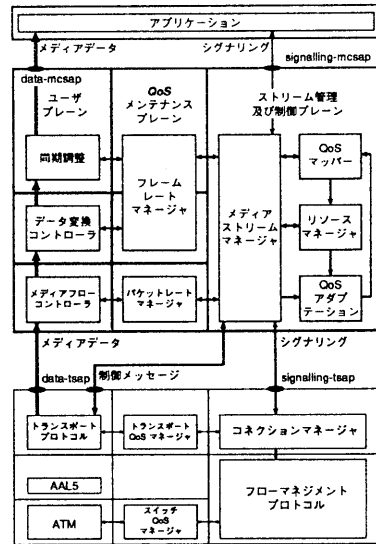 アプリケーション
メディアデータ
シグナリング
data-mcsap
signalling-mcsap
ユーザ
プレーン
QoS
メンテナンス
プレーン
ストリーム管理
及び制御プレーン
同期調整
フレーム
レート
マネージャ
メディア
ストリーム
マネージャ
QoS
マッパー
データ変換
コントローラ
リソース
マネージャ
メディアフロー
コントローラ
パケットレート
マネージャ
QoS
アダプ
テーション
メディアデータ
シグナリング
data-tsap
制御メッセージ
signalling-tsap
トランスポート
プロトコル
トランスポート
QoS マネージャ
コネクションマネージャ
AAL5
フローマネジメント
プロトコル
ATM
スイッチ
QoS
マネージャ